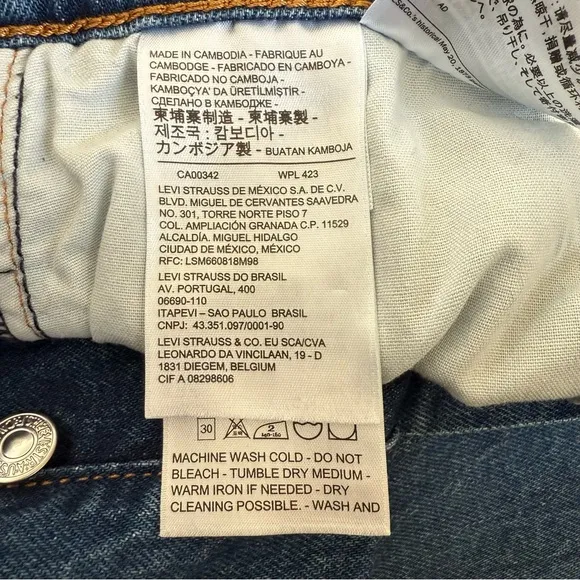 MADE IN CAMBODIA - FABRIQUE AU
CAMBODGE - FABRICADO EN CAMBOYA -
FABRICADO NO CAMBOJA -
KAMBOÇYA' DA ÜRETİLMİŞTİR -
СДЕЛАНО В КАМБОДЖЕ -
柬埔寨制造 - 柬埔寨製 -
제조국 : 캄보디아 -
カンボジア製 - BUATAN KAMBOJA
CA00342 WPL 423
LEVI STRAUSS DE MÉXICO S.A. DE C.V.
BLVD. MIGUEL DE CERVANTES SAAVEDRA
NO. 301, TORRE NORTE PISO 7
COL. AMPLIACIÓN GRANADA C.P. 11529
ALCALDÍA. MIGUEL HIDALGO
CIUDAD DE MÉXICO, MÉXICO
RFC: LSM660818M98
LEVI STRAUSS DO BRASIL
AV. PORTUGAL, 400
06690-110
ITAPEVI – SAO PAULO BRASIL
CNPJ: 43.351.097/0001-90
LEVI STRAUSS & CO. EU SCA/CVA
LEONARDO DA VINCILAAN, 19 - D
1831 DIEGEM, BELGIUM
CIF A 08298606
30
MACHINE WASH COLD - DO NOT
BLEACH - TUMBLE DRY MEDIUM -
WARM IRON IF NEEDED - DRY
CLEANING POSSIBLE. - WASH AND